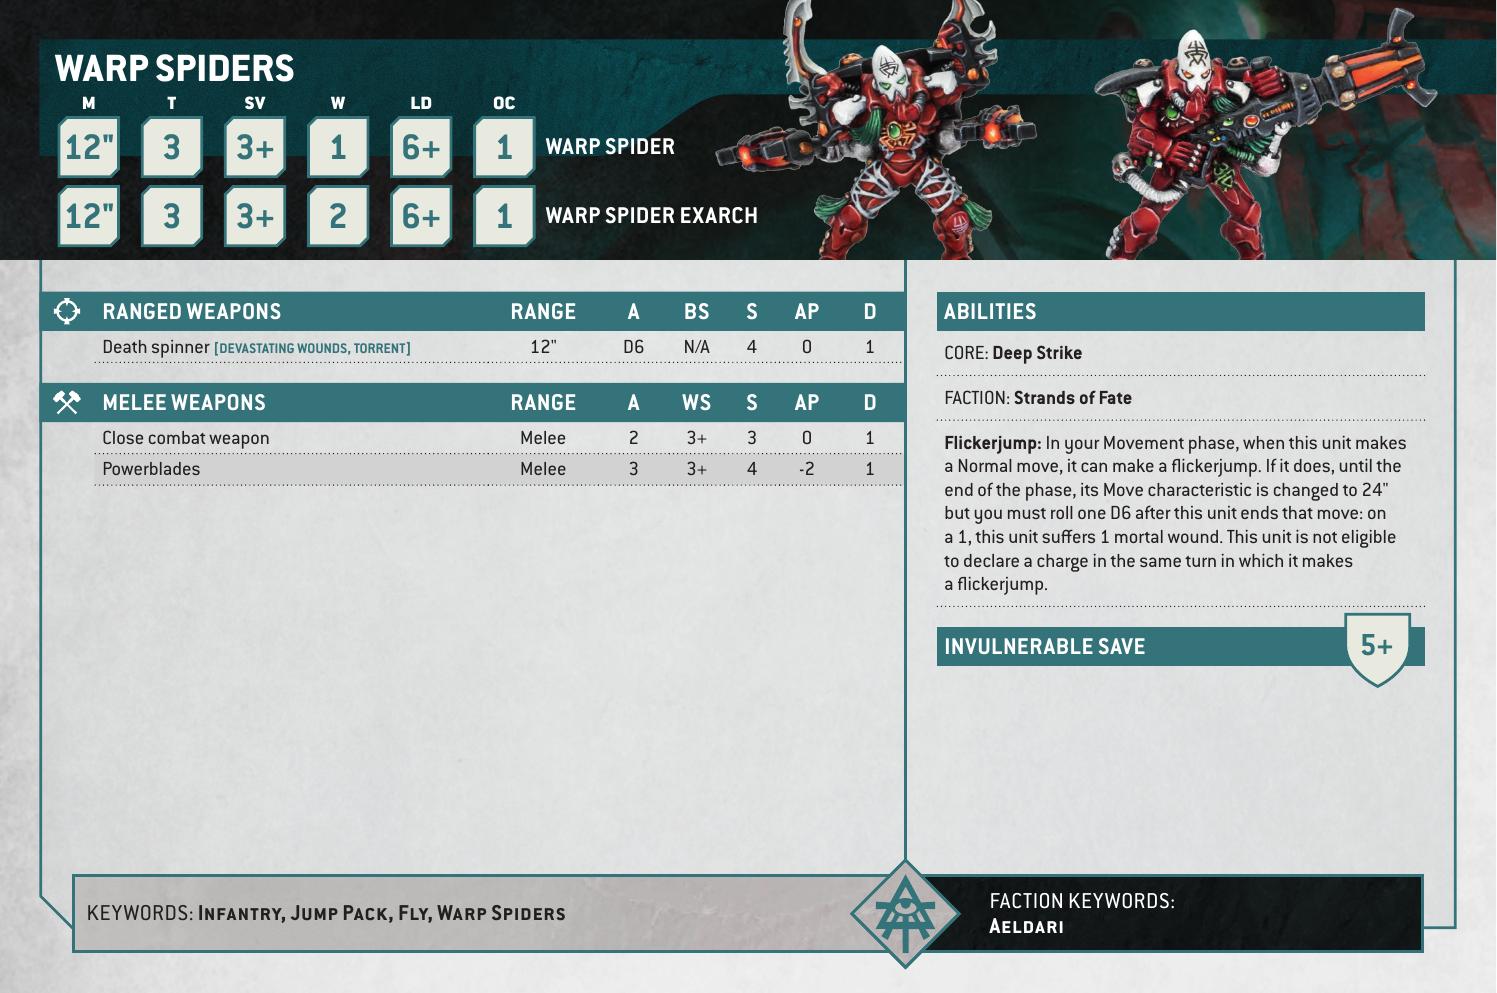 WARP SPIDERS
M T SV W LD OC
12" 3 3+ 1 6+ 1 WARP SPIDER
12" 3 3+ 2 6+ 1 WARP SPIDER EXARCH
RANGED WEAPONS RANGE A BS S AP D
Death spinner [DEVASTATING WOUNDS, TORRENT] 12" D6 N/A 4 0 1
MELEE WEAPONS RANGE A WS S AP D
Close combat weapon Melee 2 3+ 3 0 1
Powerblades Melee 3 3+ 4 -2 1
ABILITIES
CORE: Deep Strike
FACTION: Strands of Fate
Flickerjump: In your Movement phase, when this unit makes
a Normal move, it can make a flickerjump. If it does, until the
end of the phase, its Move characteristic is changed to 24"
but you must roll one D6 after this unit ends that move: on
a 1, this unit suffers 1 mortal wound. This unit is not eligible
to declare a charge in the same turn in which it makes
a flickerjump.
INVULNERABLE SAVE 5+
KEYWORDS: INFANTRY, JUMP PACK, FLY, WARP SPIDERS
FACTION KEYWORDS:
AELDARI